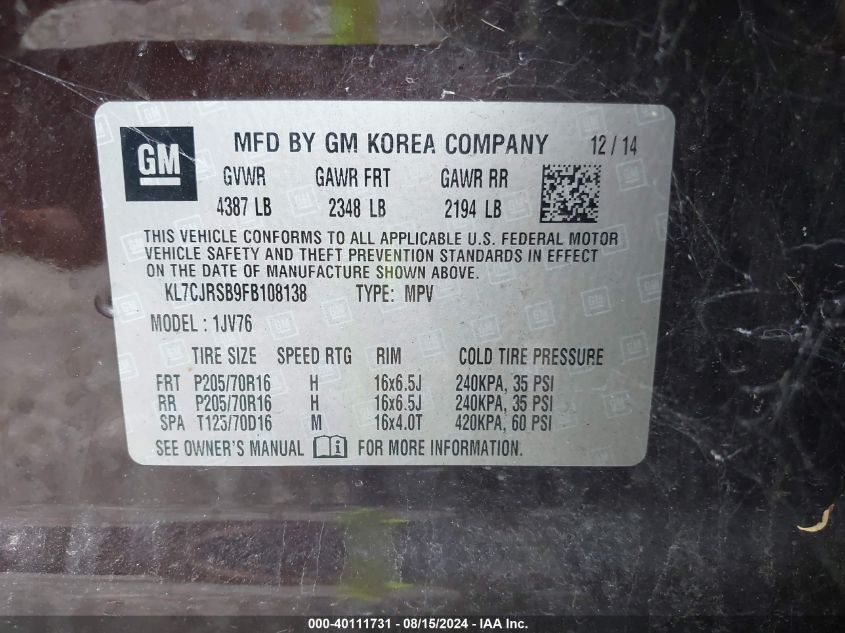 GM
MFD BY GM KOREA COMPANY 12 / 14
GVWR GAWR FRT GAWR RR
4387 LB 2348 LB 2194 LB
THIS VEHICLE CONFORMS TO ALL APPLICABLE U.S. FEDERAL MOTOR
VEHICLE SAFETY AND THEFT PREVENTION STANDARDS IN EFFECT
ON THE DATE OF MANUFACTURE SHOWN ABOVE.
KL7CJRSB9FB108138 TYPE: MPV
MODEL : 1JV76
TIRE SIZE SPEED RTG RIM COLD TIRE PRESSURE
FRT P205/70R16 H 16x6.5J 240KPA, 35 PSI
RR P205/70R16 H 16x6.5J 240KPA, 35 PSI
SPA T125/70D16 M 16x4.0T 420KPA, 60 PSI
SEE OWNER'S MANUAL i FOR MORE INFORMATION.
000-40111731 - 08/15/2024 - IAA Inc.